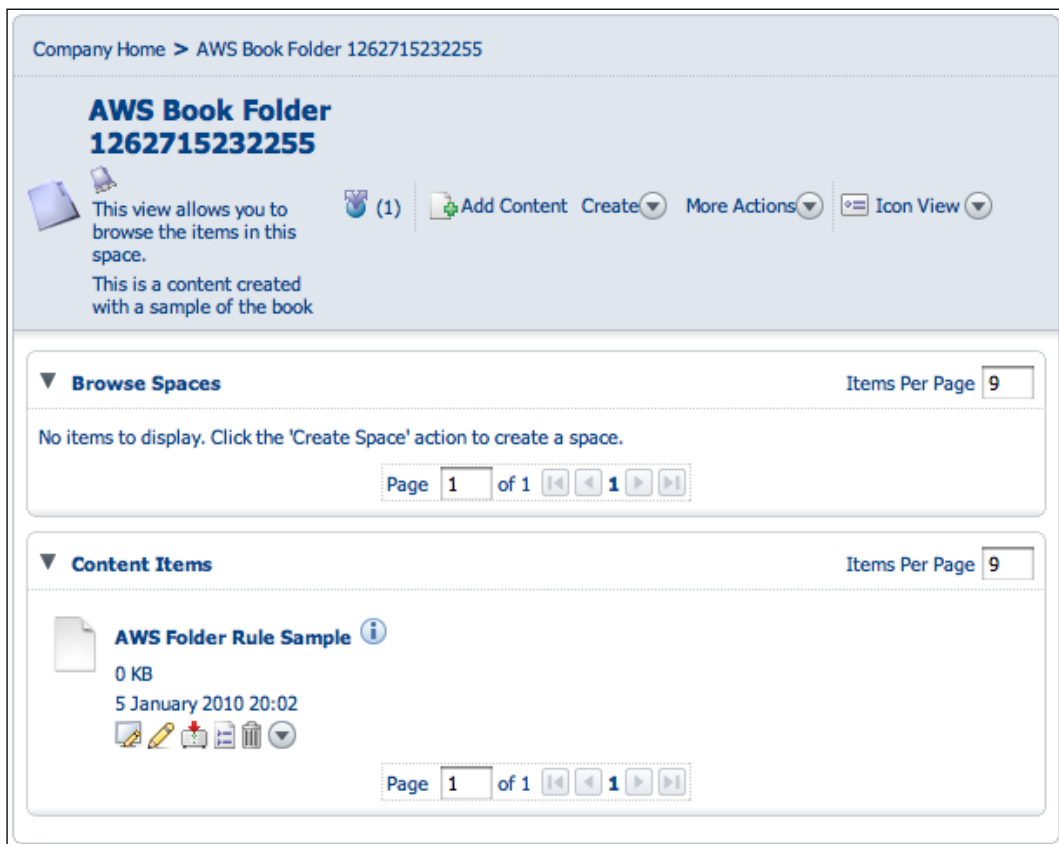 Company Home > AWS Book Folder 1262715232255
AWS Book Folder
1262715232255
This view allows you to
browse the items in this
space.
This is a content created
with a sample of the book
(1)
Add Content Create More Actions Icon View
Browse Spaces Items Per Page 9
No items to display. Click the 'Create Space' action to create a space.
Page 1 of 1 1
Content Items Items Per Page 9
AWS Folder Rule Sample
0 KB
5 January 2010 20:02
Page 1 of 1 1